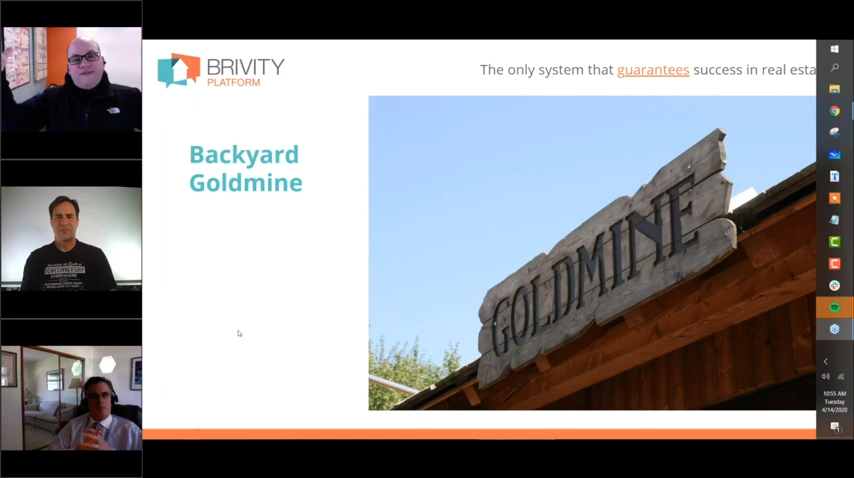 BRIVITY
PLATFORM
The only system that guarantees success in real esta
Backyard
Goldmine
GOLDMINE
HOMEOWNERSHIP
10:55 AM
Tuesday
4/14/2020